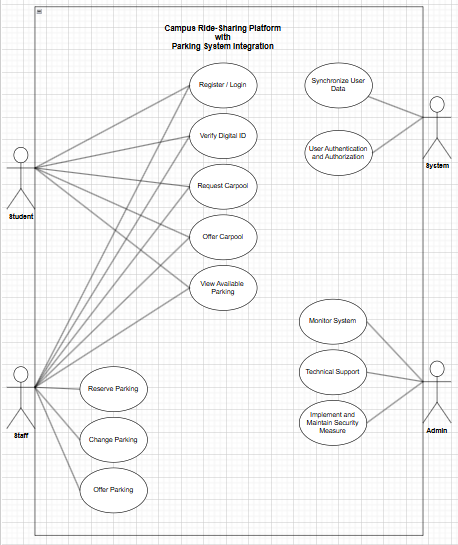 Campus Ride-Sharing Platform
with
Parking System Integration
Register / Login
Synchronize User
Data
Verify Digital ID
User Authentication
and Authorization
System
Request Carpool
Student
Offer Carpool
View Available
Parking
Monitor System
Technical Support
Reserve Parking
Implement and
Maintain Security
Measure
Admin
Staff
Change Parking
Offer Parking